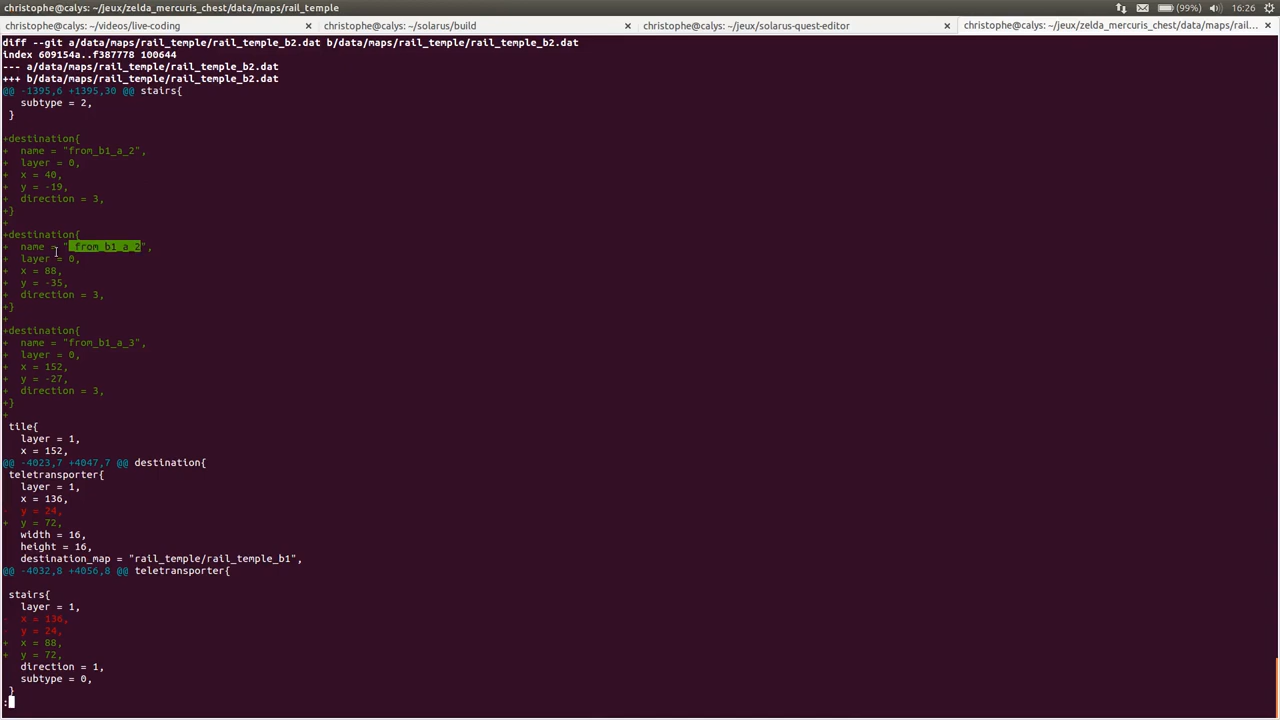 christophe@calys: ~/jeux/zelda_mercuris_chest/data/maps/rail_temple
(99%)
16:26
christophe@calys: ~/videos/live-coding
christophe@calys: ~/solarus/build
christophe@calys: ~/jeux/solarus-quest-editor
christophe@calys: ~/jeux/zelda_mercuris_chest/data/maps/rail...
diff --git a/data/maps/rail_temple/rail_temple_b2.dat b/data/maps/rail_temple/rail_temple_b2.dat
index 609154a..f387778 100644
--- a/data/maps/rail_temple/rail_temple_b2.dat
+++ b/data/maps/rail_temple/rail_temple_b2.dat
@@ -1395,6 +1395,30 @@ stairs{
subtype = 2,
}
+destination{
+  name = "from_b1_a_2",
+  layer = 0,
+  x = 40,
+  y = -19,
+  direction = 3,
+}
+
+destination{
+  name = "_from_b1_a_2",
+  layer = 0,
+  x = 88,
+  y = -35,
+  direction = 3,
+}
+
+destination{
+  name = "from_b1_a_3",
+  layer = 0,
+  x = 152,
+  y = -27,
+  direction = 3,
+}
+
tile{
layer = 1,
x = 152,
@@ -4023,7 +4047,7 @@ destination{
teletransporter{
layer = 1,
x = 136,
-  y = 24,
+  y = 72,
width = 16,
height = 16,
destination_map = "rail_temple/rail_temple_b1",
@@ -4032,8 +4056,8 @@ teletransporter{
stairs{
layer = 1,
-  x = 136,
-  y = 24,
+  x = 88,
+  y = 72,
direction = 1,
subtype = 0,
}
: